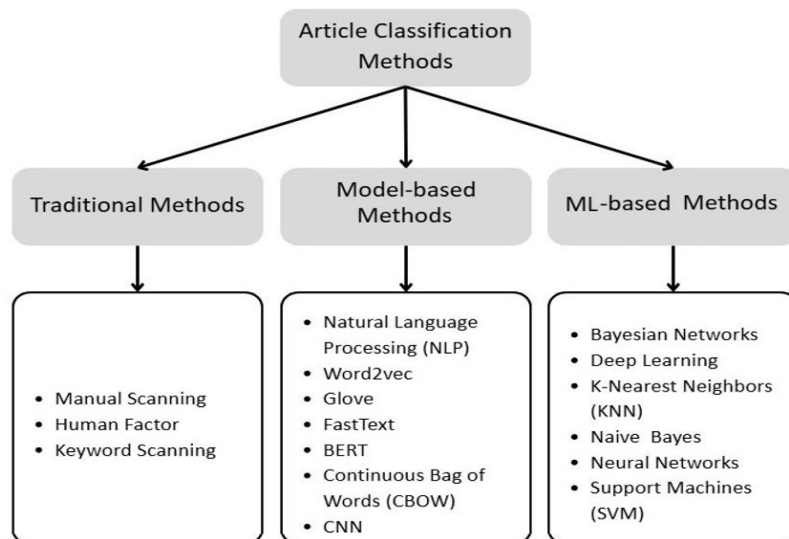 Article Classification
Methods
Traditional Methods
Model-based
Methods
ML-based Methods
• Manual Scanning
• Human Factor
• Keyword Scanning
• Natural Language
Processing (NLP)
• Word2vec
• Glove
• FastText
• BERT
• Continuous Bag of
Words (CBOW)
• CNN
• Bayesian Networks
• Deep Learning
• K-Nearest Neighbors
(KNN)
• Naive Bayes
• Neural Networks
• Support Machines
(SVM)